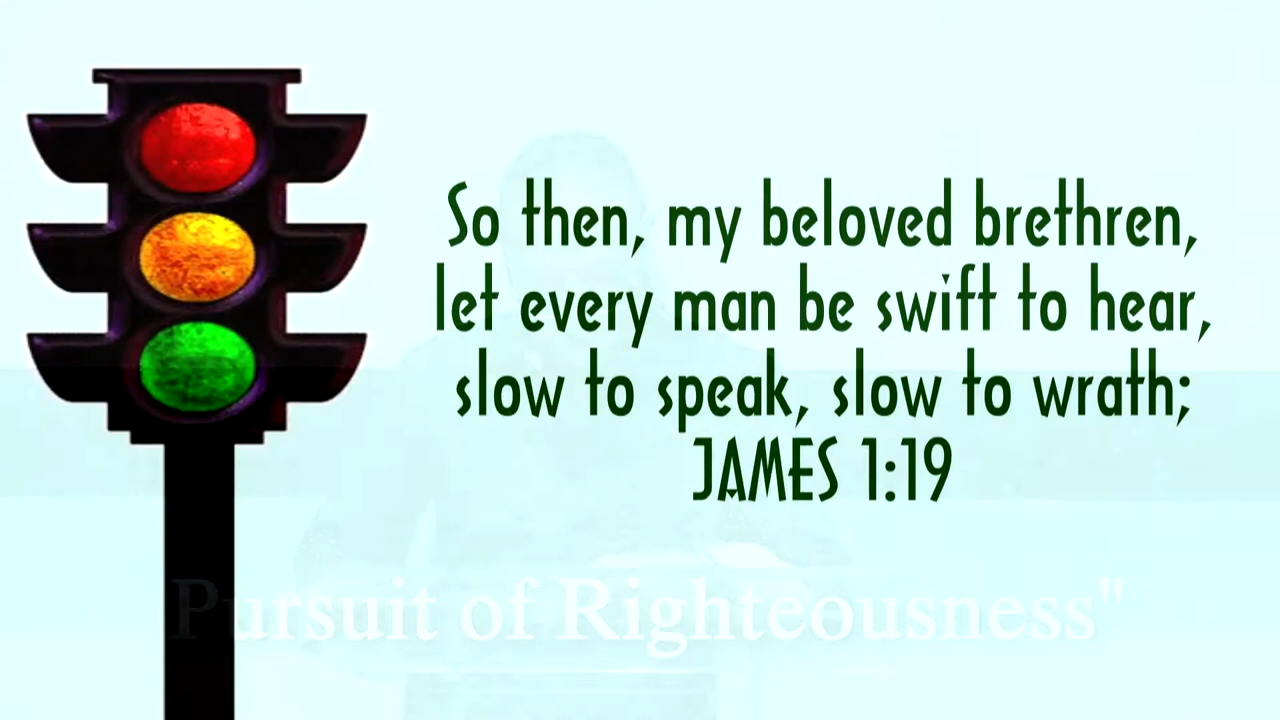 So then, my beloved brethren,
let every man be swift to hear,
slow to speak, slow to wrath;
JAMES 1:19
Pursuit of Righteousness"